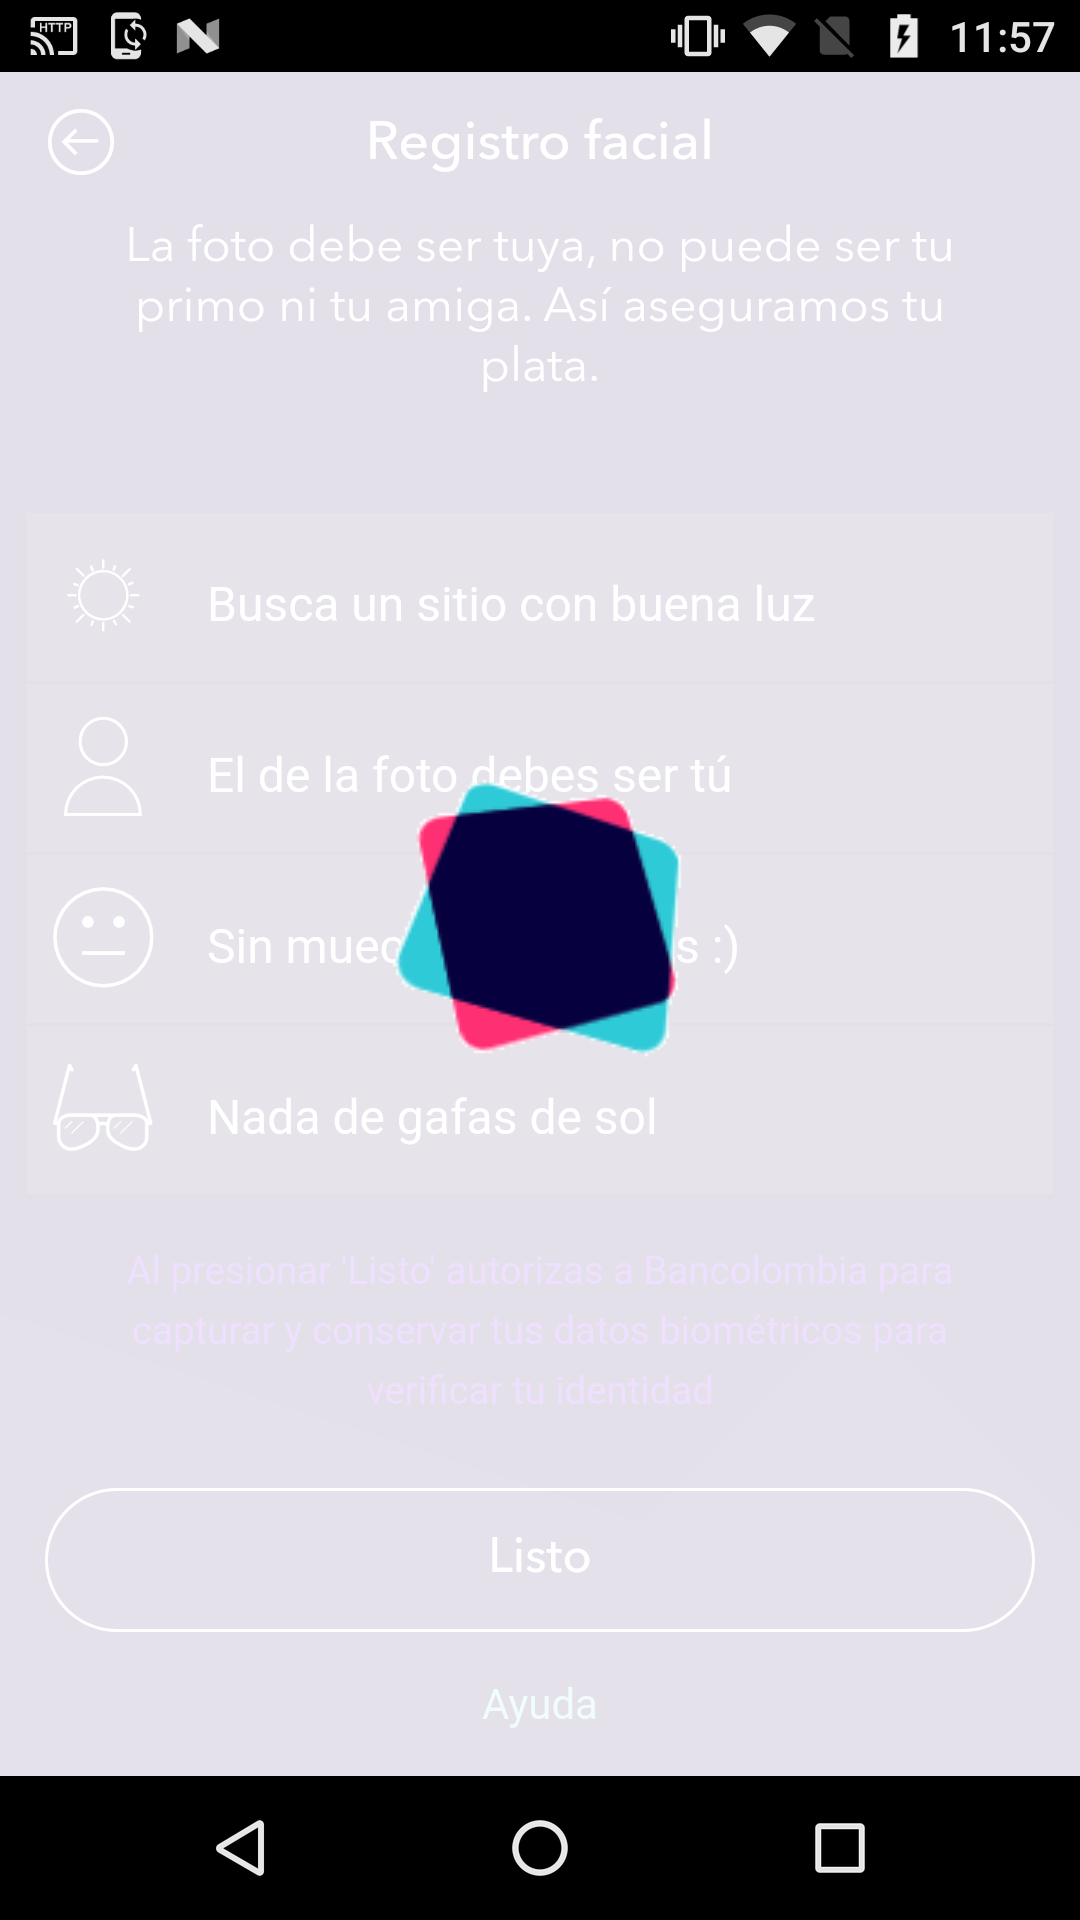 HTTP
11:57
Registro facial
La foto debe ser tuya, no puede ser tu
primo ni tu amiga. Así aseguramos tu
plata.
Busca un sitio con buena luz
El de la foto debes ser tú
Sin :)
Nada de gafas de sol
Al presionar 'Listo' autorizas a Bancolombia para
capturar y conservar tus datos biométricos para
verificar tu identidad
Listo
Ayuda